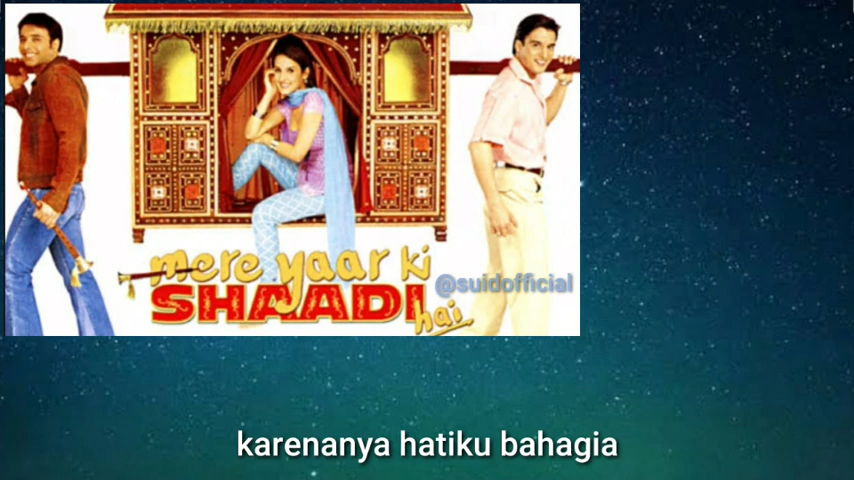 mere yaar ki
@suidofficial
SHAADI
hai
karenanya hatiku bahagia